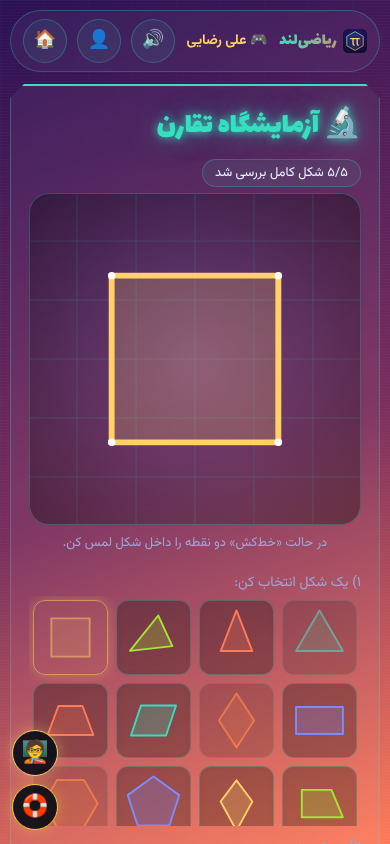 ریاضی‌لند
علی رضایی
آزمایشگاه تقارن
۵/۵ شکل کامل بررسی شد
در حالت «خط‌کش» دو نقطه را داخل شکل لمس کن.
۱) یک شکل انتخاب کن: